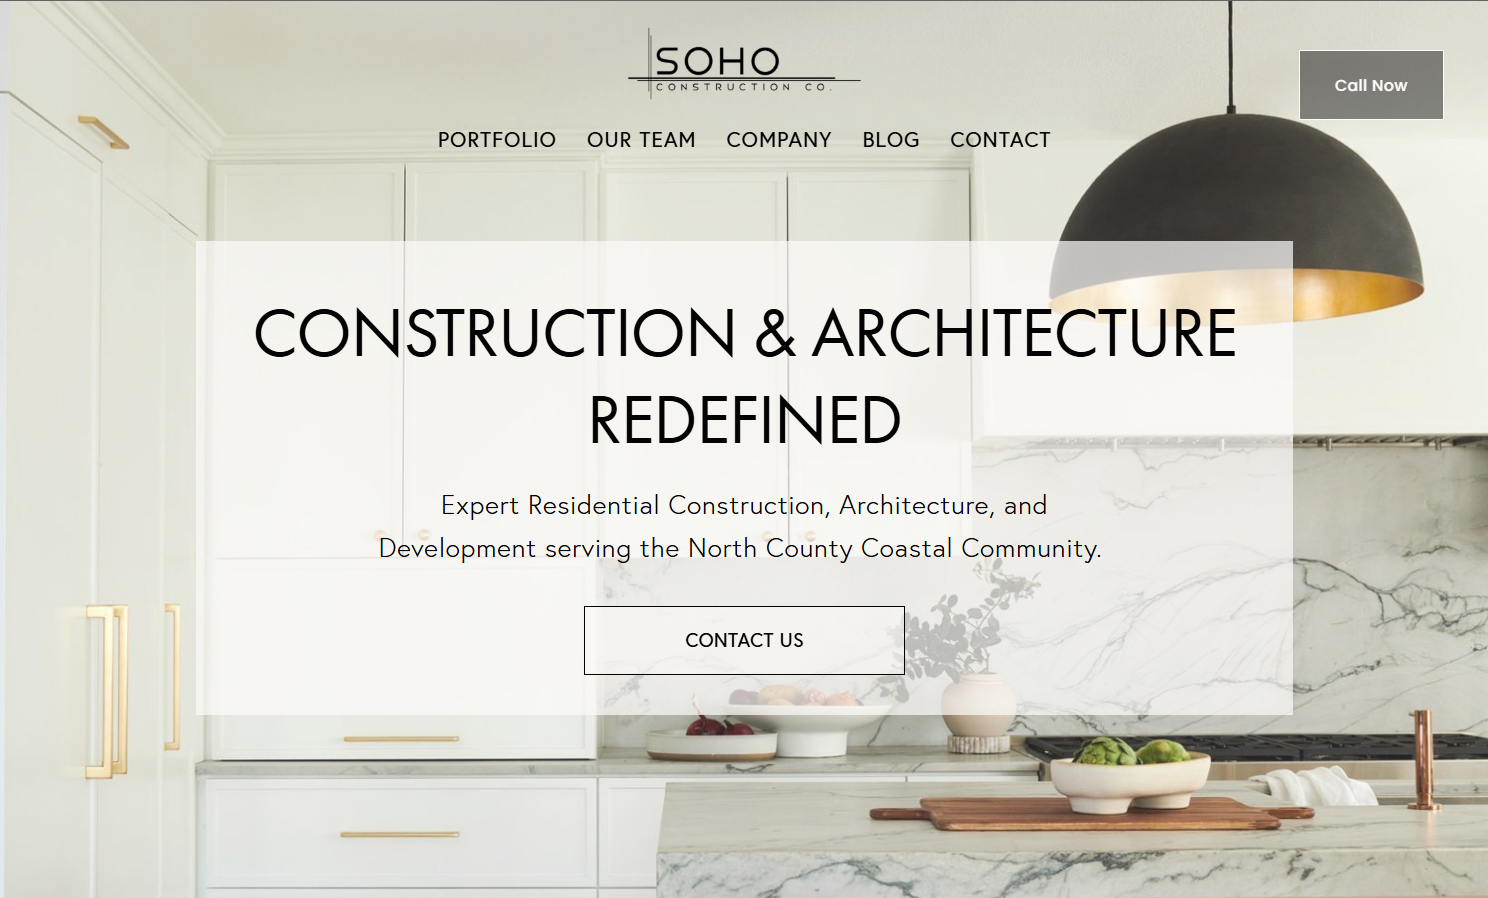 SOHO
CONSTRUCTION CO.
Call Now
PORTFOLIO OUR TEAM COMPANY BLOG CONTACT
CONSTRUCTION & ARCHITECTURE
REDEFINED
Expert Residential Construction, Architecture, and
Development serving the North County Coastal Community.
CONTACT US